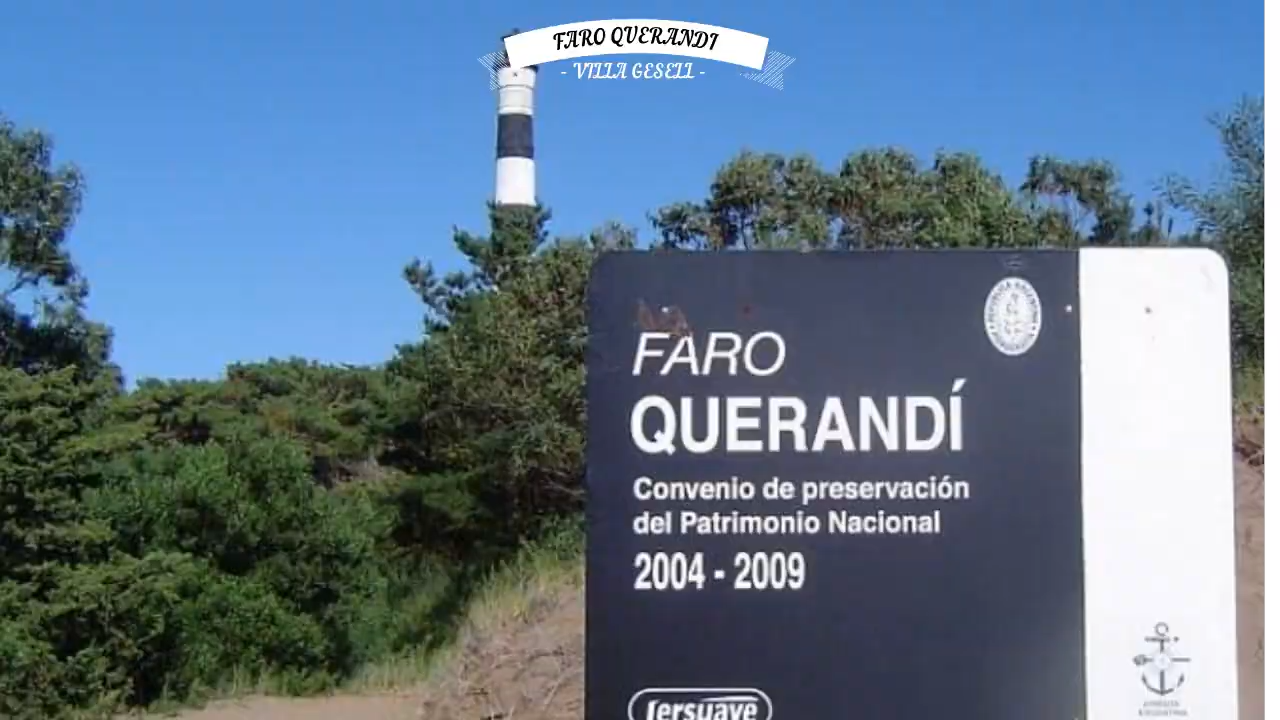 FARO QUERANDI
- VILLA GESELL -
FARO
QUERANDÍ
Convenio de preservación
del Patrimonio Nacional
2004 - 2009